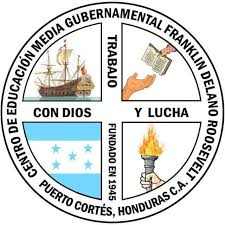 CENTRO DE EDUCACIÓN MEDIA GUBERNAMENTAL FRANKLIN DELANO ROOSEVELT
TRABAJO
CON DIOS Y LUCHA
FUNDADO EN 1945
PUERTO CORTÉS, HONDURAS C.A.